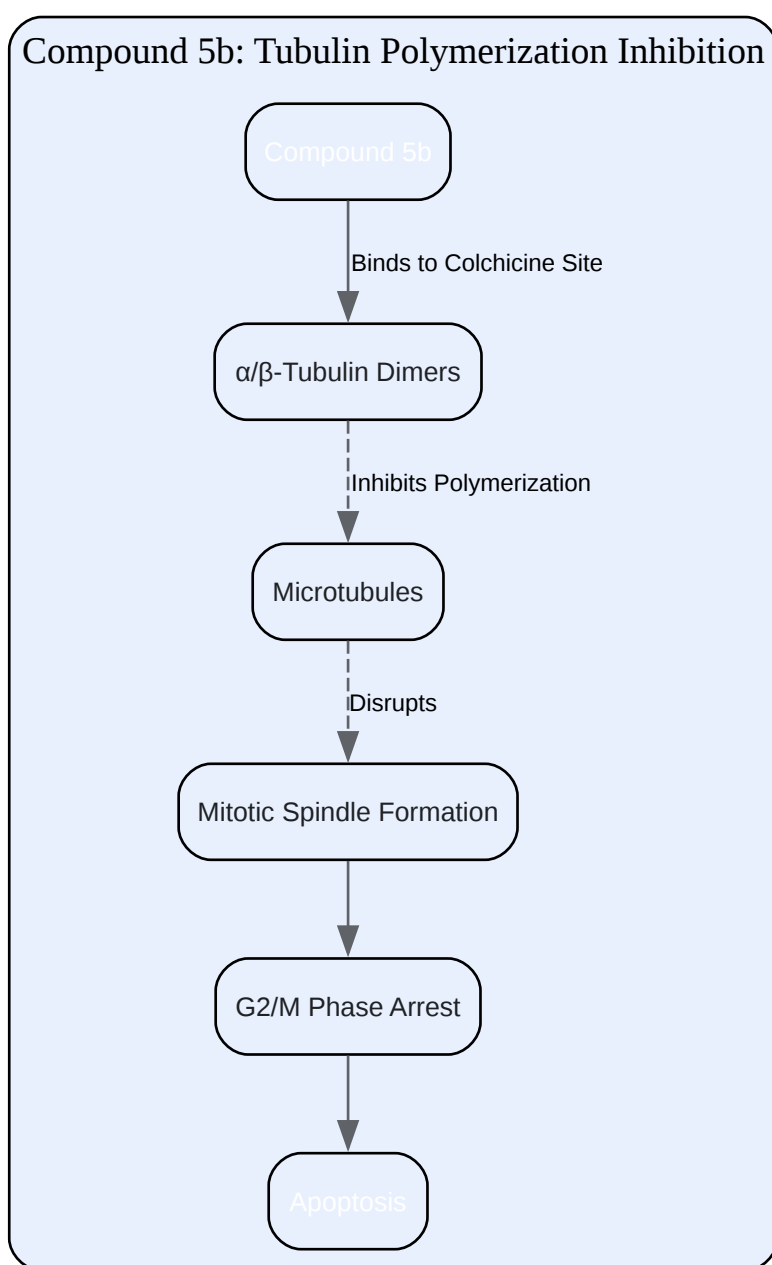 Compound 5b: Tubulin Polymerization Inhibition
Compound 5b
Binds to Colchicine Site
α/β-Tubulin Dimers
Inhibits Polymerization
Microtubules
Disrupts
Mitotic Spindle Formation
G2/M Phase Arrest
Apoptosis